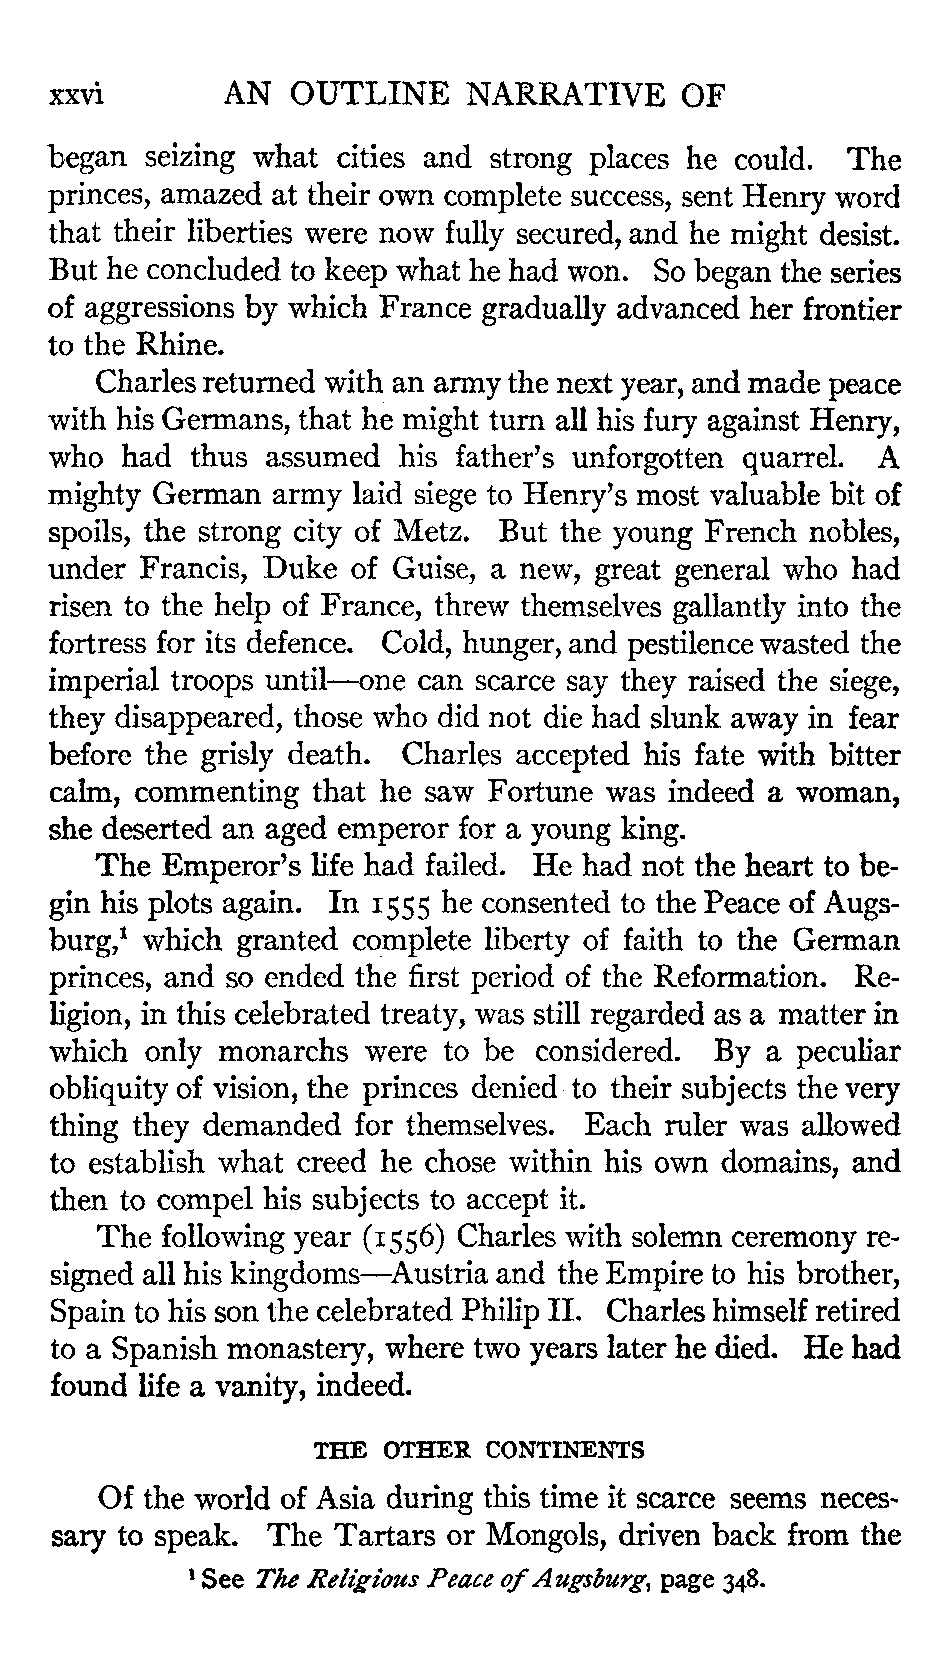 xxvi AN OUTLINE NARRATIVE OF
began seizing what cities and strong places he could. The
princes, amazed at their own complete success, sent Henry word
that their liberties were now fully secured, and he might desist.
But he concluded to keep what he had won. So began the series
of aggressions by which France gradually advanced her frontier
to the Rhine.
Charles returned with an army the next year, and made peace
with his Germans, that he might turn all his fury against Henry,
who had thus assumed his father's unforgotten quarrel. A
mighty German army laid siege to Henry's most valuable bit of
spoils, the strong city of Metz. But the young French nobles,
under Francis, Duke of Guise, a new, great general who had
risen to the help of France, threw themselves gallantly into the
fortress for its defence. Cold, hunger, and pestilence wasted the
imperial troops until—one can scarce say they raised the siege,
they disappeared, those who did not die had slunk away in fear
before the grisly death. Charles accepted his fate with bitter
calm, commenting that he saw Fortune was indeed a woman,
she deserted an aged emperor for a young king.
The Emperor's life had failed. He had not the heart to be-
gin his plots again. In 1555 he consented to the Peace of Augs-
burg,¹ which granted complete liberty of faith to the German
princes, and so ended the first period of the Reformation. Re-
ligion, in this celebrated treaty, was still regarded as a matter in
which only monarchs were to be considered. By a peculiar
obliquity of vision, the princes denied to their subjects the very
thing they demanded for themselves. Each ruler was allowed
to establish what creed he chose within his own domains, and
then to compel his subjects to accept it.
The following year (1556) Charles with solemn ceremony re-
signed all his kingdoms—Austria and the Empire to his brother,
Spain to his son the celebrated Philip II. Charles himself retired
to a Spanish monastery, where two years later he died. He had
found life a vanity, indeed.
THE OTHER CONTINENTS
Of the world of Asia during this time it scarce seems neces-
sary to speak. The Tartars or Mongols, driven back from the
¹ See The Religious Peace of Augsburg, page 348.